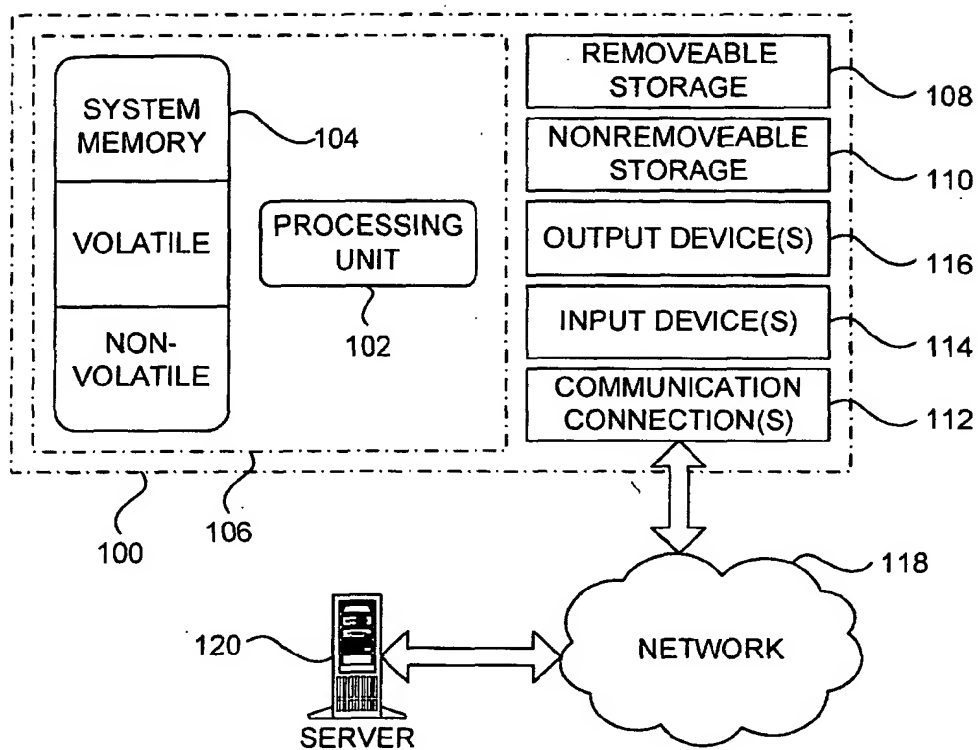 SYSTEM
MEMORY
104
VOLATILE
NON-
VOLATILE
PROCESSING
UNIT
102
REMOVEABLE
STORAGE
108
NONREMOVEABLE
STORAGE
110
OUTPUT DEVICE(S)
116
INPUT DEVICE(S)
114
COMMUNICATION
CONNECTION(S)
112
106
100
118
NETWORK
120
SERVER